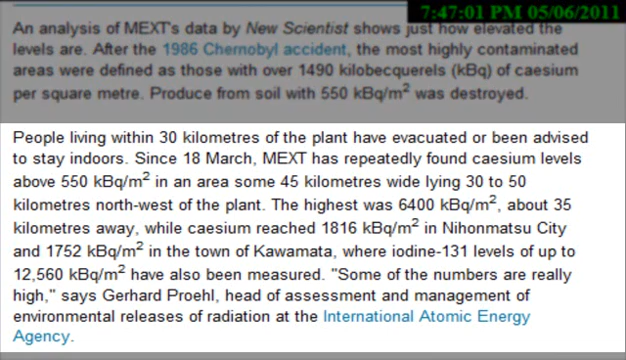 7:47:01 PM 05/06/2011
An analysis of MEXT's data by New Scientist shows just how elevated the
levels are. After the 1986 Chernobyl accident, the most highly contaminated
areas were defined as those with over 1490 kilobecquerels (kBq) of caesium
per square metre. Produce from soil with 550 kBq/m² was destroyed.
People living within 30 kilometres of the plant have evacuated or been advised
to stay indoors. Since 18 March, MEXT has repeatedly found caesium levels
above 550 kBq/m² in an area some 45 kilometres wide lying 30 to 50
kilometres north-west of the plant. The highest was 6400 kBq/m², about 35
kilometres away, while caesium reached 1816 kBq/m² in Nihonmatsu City
and 1752 kBq/m² in the town of Kawamata, where iodine-131 levels of up to
12,560 kBq/m² have also been measured. "Some of the numbers are really
high," says Gerhard Proehl, head of assessment and management of
environmental releases of radiation at the International Atomic Energy
Agency.